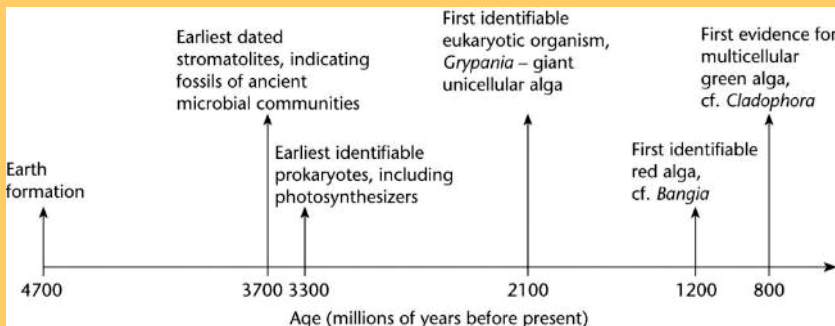 Earliest dated
stromatolites, indicating
fossils of ancient
microbial communities
First identifiable
eukaryotic organism,
Grypania – giant
unicellular alga
First evidence for
multicellular
green alga,
cf. Cladophora
Earth
formation
Earliest identifiable
prokaryotes, including
photosynthesizers
First identifiable
red alga,
cf. Bangia
4700 3700 3300 2100 1200 800
Age (millions of years before present)